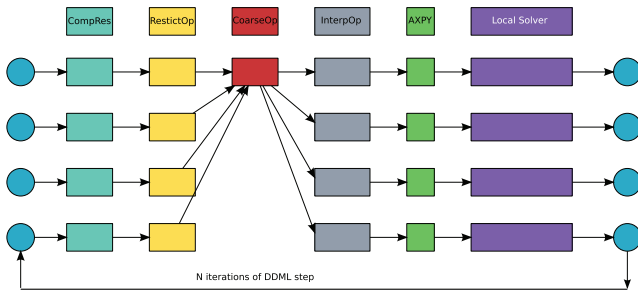 CompRes RestictOp CoarseOp InterpOp AXPY Local Solver
N iterations of DDML step